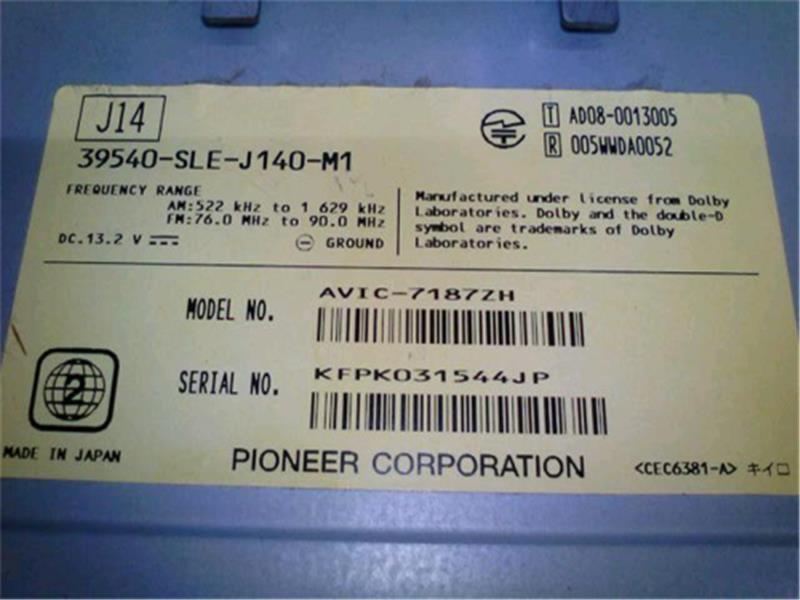 J14
39540-SLE-J140-M1
T AD08-0013005
R 005WWDA0052
FREQUENCY RANGE
AM:522 kHz to 1 629 kHz
FM:76.0 MHz to 90.0 MHz
DC.13.2 V
GROUND
Manufactured under license from Dolby
Laboratories. Dolby and the double-D
symbol are trademarks of Dolby
Laboratories.
MODEL NO. AVIC-7187ZH
SERIAL NO. KFPK031544JP
2
MADE IN JAPAN
PIONEER CORPORATION
<CEC6381-A> キイロ